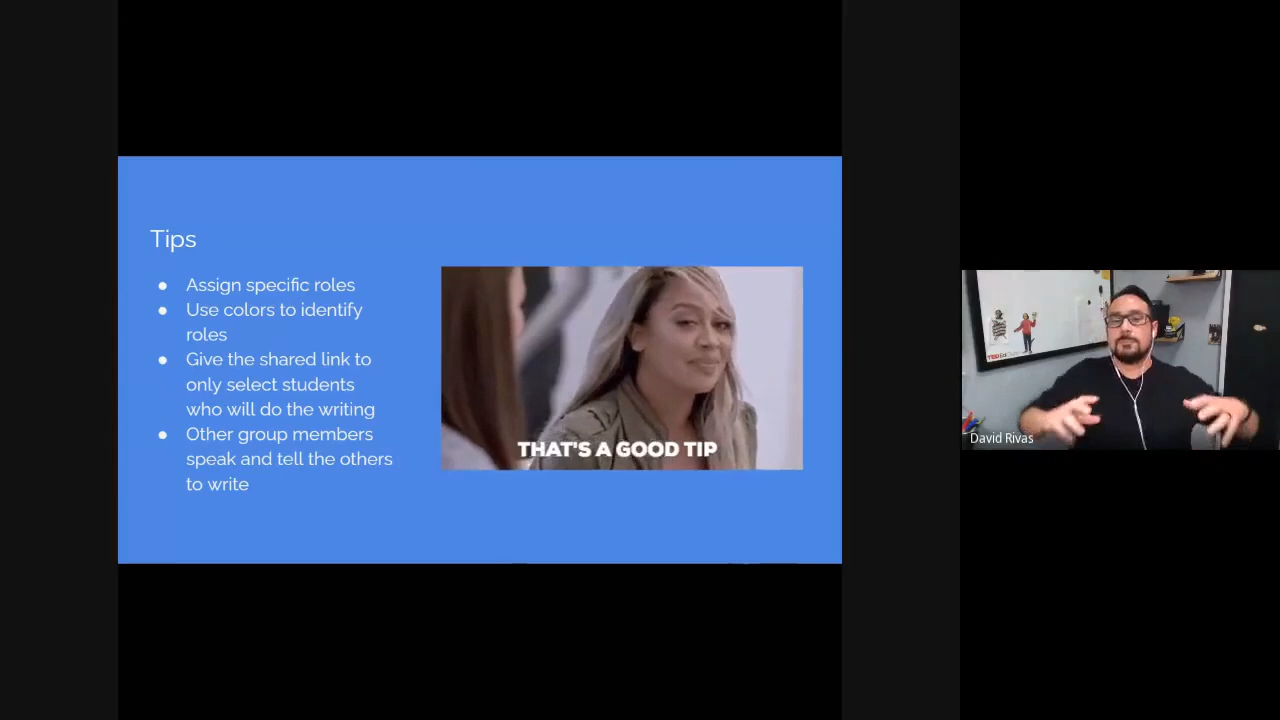 Tips
Assign specific roles
Use colors to identify
roles
Give the shared link to
only select students
who will do the writing
Other group members
speak and tell the others
to write
THAT'S A GOOD TIP
David Rivas